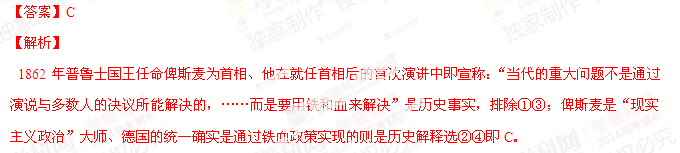 【答案】C
【解析】
1862 年普鲁士国王任命俾斯麦为首相、他在就任首相后的首次演讲中即宣称：“当代的重大问题不是通过
演说与多数人的决议所能解决的，……而是要用铁和血来解决”是历史事实，排除①③；俾斯麦是“现实
主义政治”大师、德国的统一确实是通过铁血政策实现的则是历史解释选②④即 C。